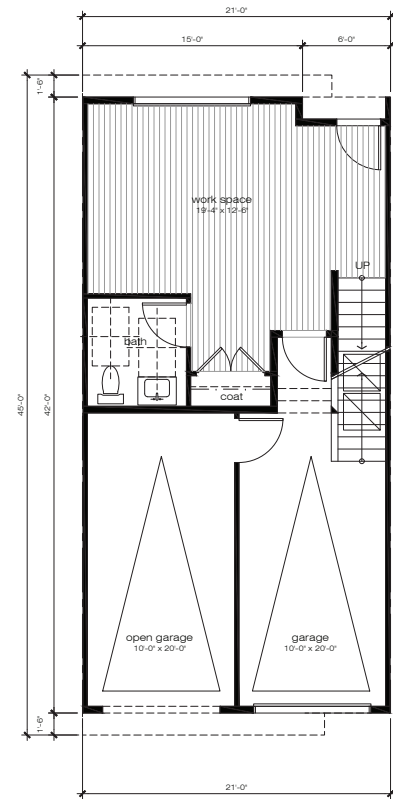 21'-0"
15'-0"
6'-0"
1'-6"
work space
19'-4" x 12'-6"
UP
bath
coat
45'-0"
42'-0"
open garage
10'-0" x 20'-0"
garage
10'-0" x 20'-0"
1'-6"
21'-0"